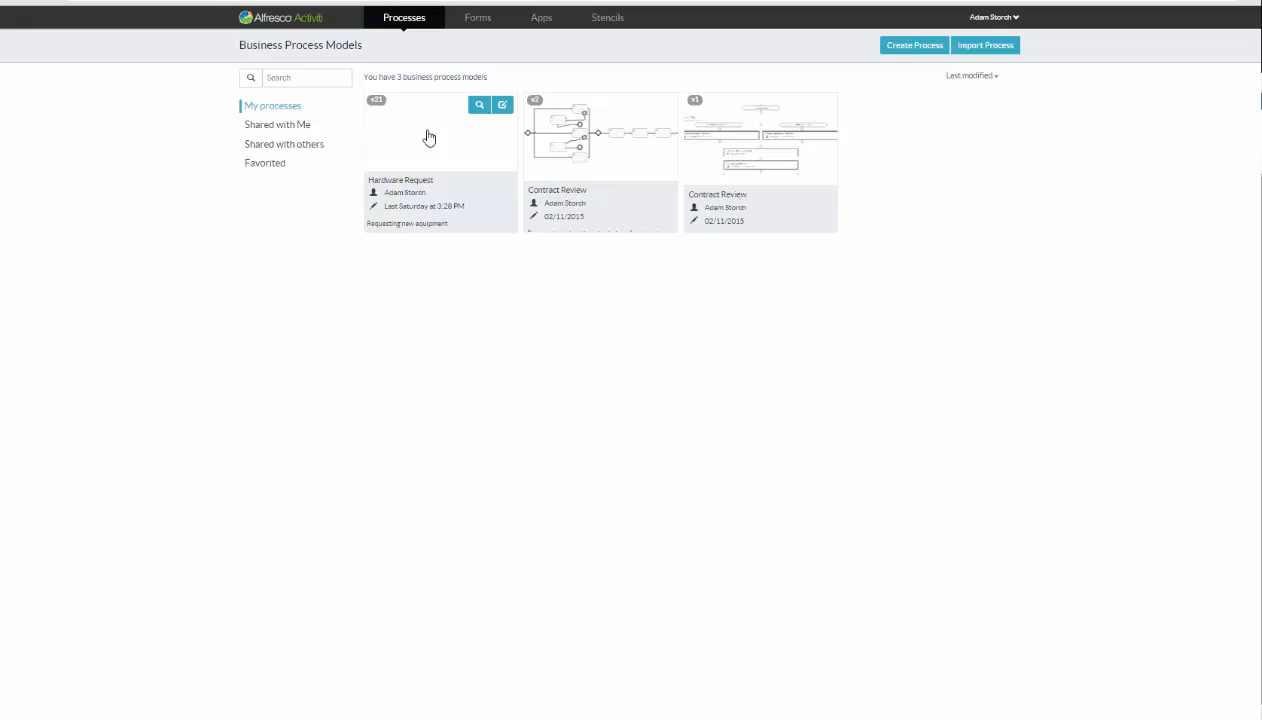 Alfresco Activiti Processes Forms Apps Stencils Adam Storch
Business Process Models Create Process Import Process
Search You have 3 business process models Last modified
My processes
Shared with Me
Shared with others
Favorited
v21
Hardware Request
Adam Storch
Last Saturday at 3:28 PM
Requesting new equipment
v2
Contract Review
Adam Storch
02/11/2015
v1
Contract Review
Adam Storch
02/11/2015